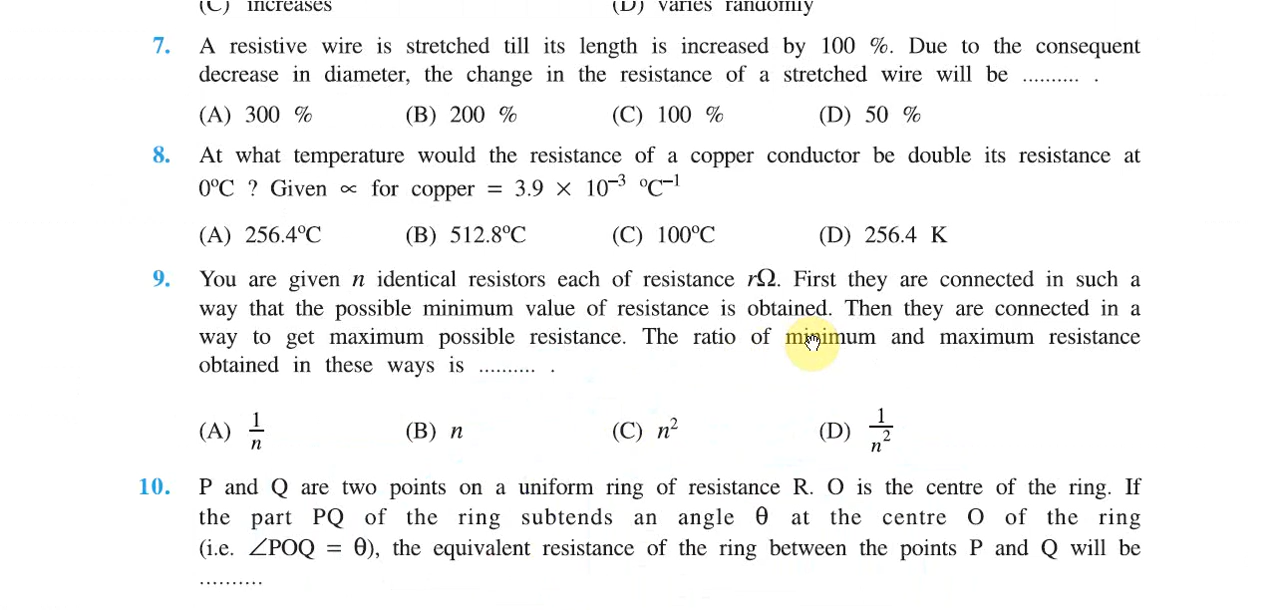 (C) increases (D) varies randomly
7. A resistive wire is stretched till its length is increased by 100 %. Due to the consequent
decrease in diameter, the change in the resistance of a stretched wire will be .......... .
(A) 300 % (B) 200 % (C) 100 % (D) 50 %
8. At what temperature would the resistance of a copper conductor be double its resistance at
0ºC ? Given ∝ for copper = 3.9 × 10⁻³ ºC⁻¹
(A) 256.4ºC (B) 512.8ºC (C) 100ºC (D) 256.4 K
9. You are given n identical resistors each of resistance rΩ. First they are connected in such a
way that the possible minimum value of resistance is obtained. Then they are connected in a
way to get maximum possible resistance. The ratio of minimum and maximum resistance
obtained in these ways is .......... .
(A) 1/n (B) n (C) n² (D) 1/n²
10. P and Q are two points on a uniform ring of resistance R. O is the centre of the ring. If
the part PQ of the ring subtends an angle θ at the centre O of the ring
(i.e. ∠POQ = θ), the equivalent resistance of the ring between the points P and Q will be
..........